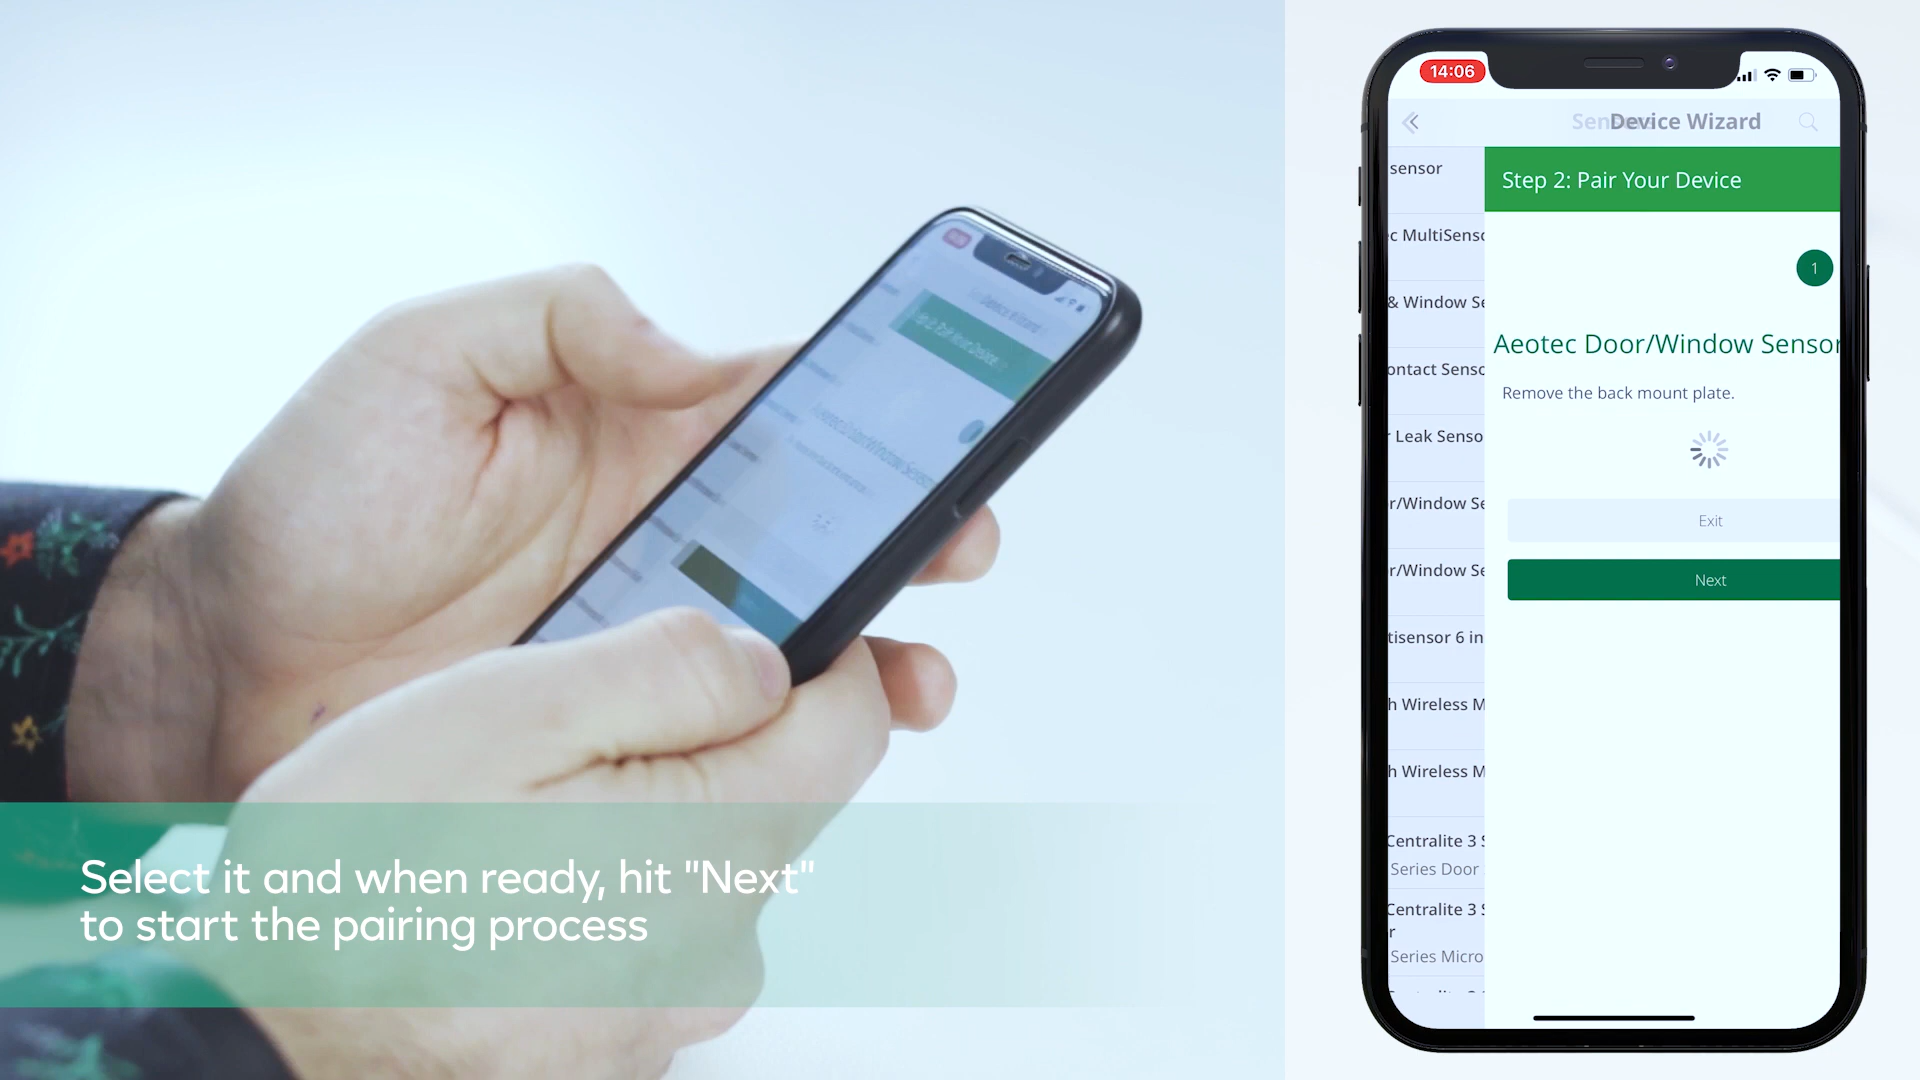 Select it and when ready, hit "Next"
to start the pairing process
14:06
Device Wizard
sensor
Step 2: Pair Your Device
c MultiSenso
1
& Window Se
Aeotec Door/Window Sensor
ontact Senso
Remove the back mount plate.
r Leak Senso
r/Window Se
Exit
r/Window Se
Next
tisensor 6 in
h Wireless M
h Wireless M
Centralite 3 S
Series Door
Centralite 3 S
r
Series Micro